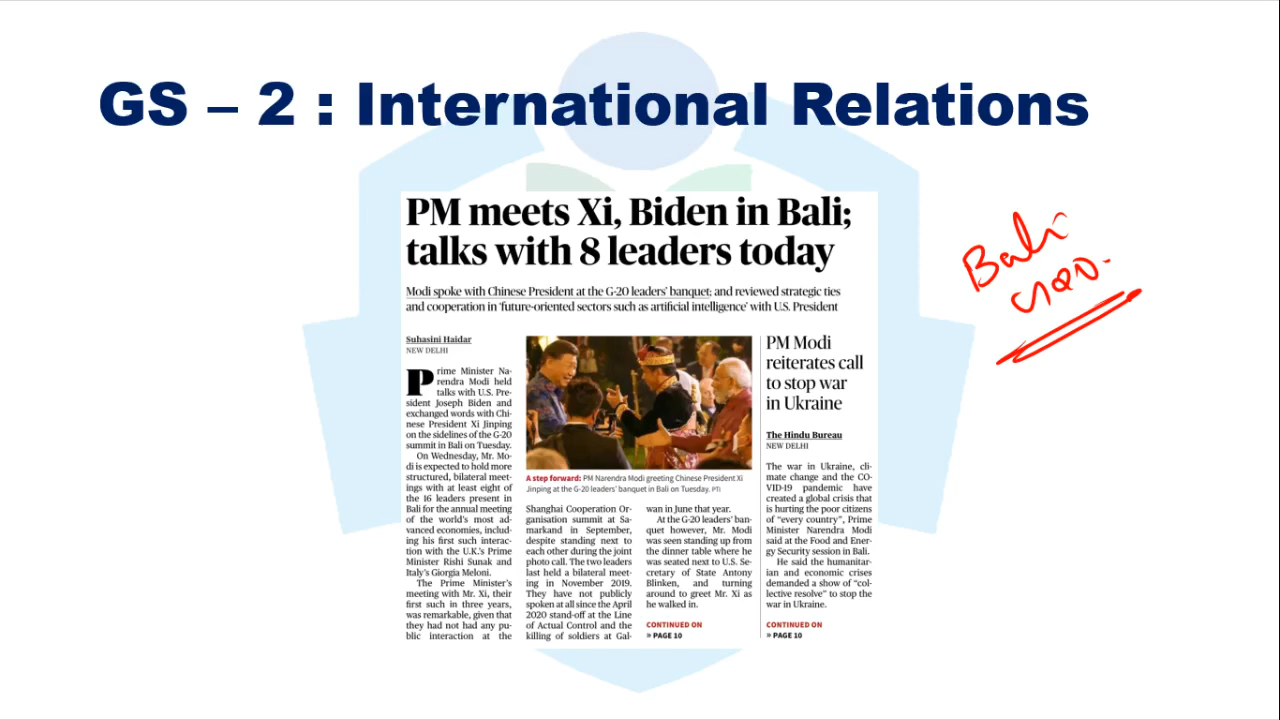 GS – 2 : International Relations
PM meets Xi, Biden in Bali;
talks with 8 leaders today
Modi spoke with Chinese President at the G-20 leaders’ banquet; and reviewed strategic ties
and cooperation in ‘future-oriented sectors such as artificial intelligence’ with U.S. President
Suhasini Haidar
NEW DELHI
Prime Minister Na-
rendra Modi held
talks with U.S. Pre-
sident Joseph Biden and
exchanged words with Chi-
nese President Xi Jinping
on the sidelines of the G-20
summit in Bali on Tuesday.
On Wednesday, Mr. Mo-
di is expected to hold more
structured, bilateral meet-
ings with at least eight of
the 16 leaders present in
Bali for the annual meeting
of the world’s most ad-
vanced economies, includ-
ing his first such interac-
tion with the U.K.’s Prime
Minister Rishi Sunak and
Italy’s Giorgia Meloni.
The Prime Minister’s
meeting with Mr. Xi, their
first such in three years,
was remarkable, given that
they had not had any pu-
blic interaction at the
A step forward: PM Narendra Modi greeting Chinese President Xi
Jinping at the G-20 leaders’ banquet in Bali on Tuesday. PTI
Shanghai Cooperation Or-
ganisation summit at Sa-
markand in September,
despite standing next to
each other during the joint
photo call. The two leaders
last held a bilateral meet-
ing in November 2019.
They have not publicly
spoken at all since the April
2020 stand-off at the Line
of Actual Control and the
killing of soldiers at Gal-
wan in June that year.
At the G-20 leaders’ ban-
quet however, Mr. Modi
was seen standing up from
the dinner table where he
was seated next to U.S. Se-
cretary of State Antony
Blinken, and turning
around to greet Mr. Xi as
he walked in.
CONTINUED ON
» PAGE 10
PM Modi
reiterates call
to stop war
in Ukraine
The Hindu Bureau
NEW DELHI
The war in Ukraine, cli-
mate change and the CO-
VID-19 pandemic have
created a global crisis that
is hurting the poor citizens
of “every country”, Prime
Minister Narendra Modi
said at the Food and Ener-
gy Security session in Bali.
He said the humanitar-
ian and economic crises
demanded a show of “col-
lective resolve” to stop the
war in Ukraine.
CONTINUED ON
» PAGE 10
Bali